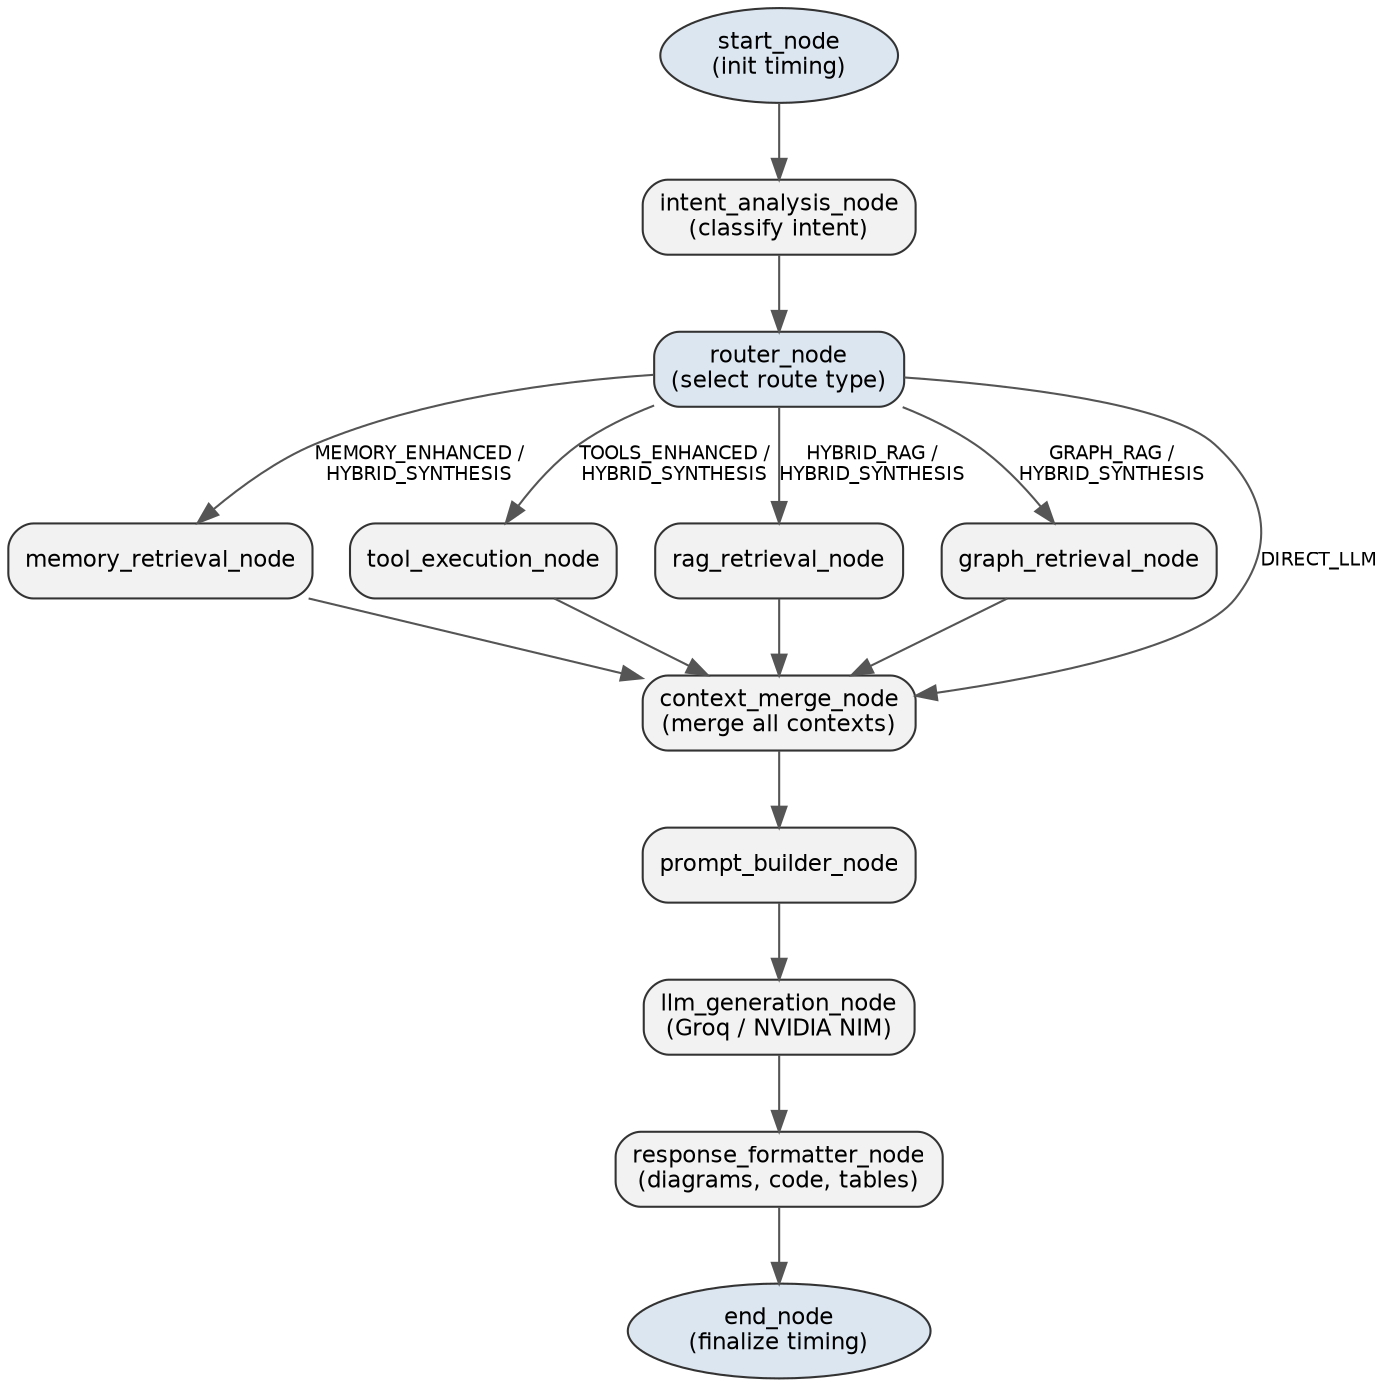 start_node
(init timing)
intent_analysis_node
(classify intent)
router_node
(select route type)
MEMORY_ENHANCED /
HYBRID_SYNTHESIS
TOOLS_ENHANCED /
HYBRID_SYNTHESIS
HYBRID_RAG /
HYBRID_SYNTHESIS
GRAPH_RAG /
HYBRID_SYNTHESIS
DIRECT_LLM
memory_retrieval_node
tool_execution_node
rag_retrieval_node
graph_retrieval_node
context_merge_node
(merge all contexts)
prompt_builder_node
llm_generation_node
(Groq / NVIDIA NIM)
response_formatter_node
(diagrams, code, tables)
end_node
(finalize timing)